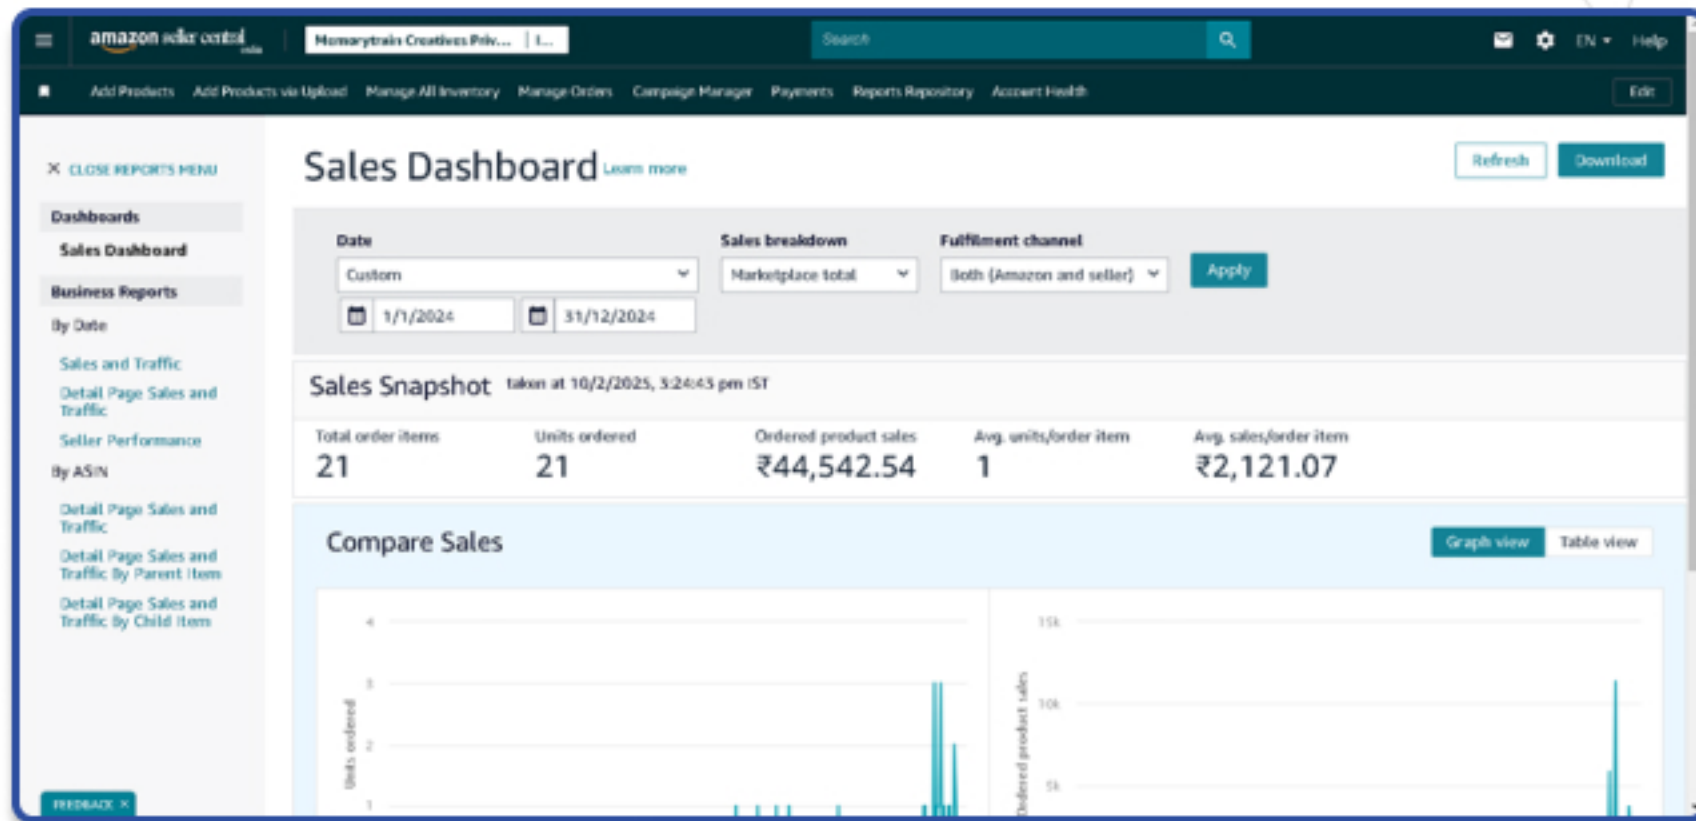 amazon seller central
india
Memorytrain Creatives Priv... | I...
Search
EN
Help
Add Products Add Products via Upload Manage All Inventory Manage Orders Campaign Manager Payments Reports Repository Account Health
Edit
× CLOSE REPORTS MENU
Dashboards
Sales Dashboard
Business Reports
By Date
Sales and Traffic
Detail Page Sales and
Traffic
Seller Performance
By ASIN
Detail Page Sales and
Traffic
Detail Page Sales and
Traffic By Parent Item
Detail Page Sales and
Traffic By Child Item
FEEDBACK ×
Sales Dashboard Learn more
Refresh
Download
Date
Custom
1/1/2024
31/12/2024
Sales breakdown
Marketplace total
Fulfilment channel
Both (Amazon and seller)
Apply
Sales Snapshot taken at 10/2/2025, 3:24:43 pm IST
Total order items
21
Units ordered
21
Ordered product sales
₹44,542.54
Avg. units/order item
1
Avg. sales/order item
₹2,121.07
Compare Sales
Graph view
Table view
4
3
2
1
Units ordered
15k
10k
5k
Ordered product sales